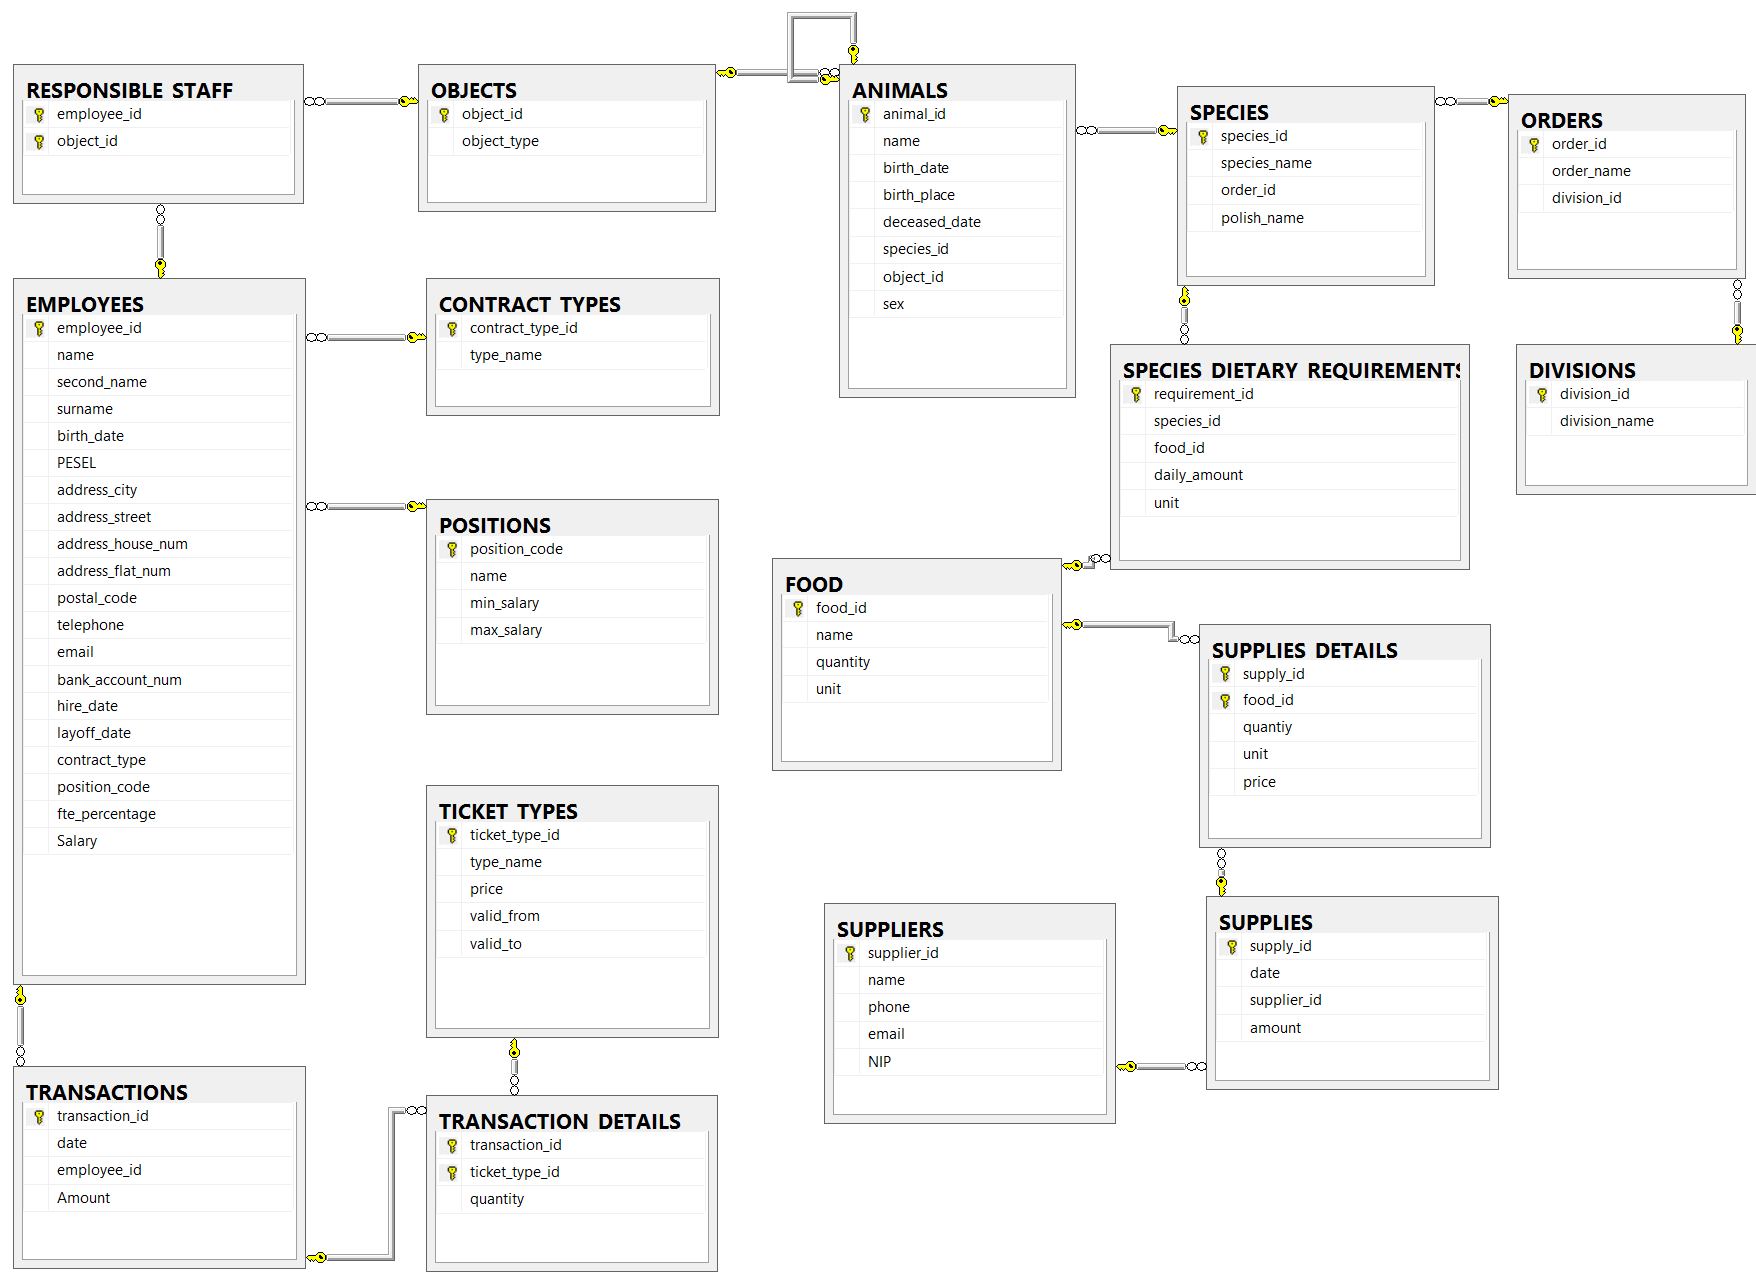 RESPONSIBLE_STAFF
employee_id
object_id
OBJECTS
object_id
object_type
ANIMALS
animal_id
name
birth_date
birth_place
deceased_date
species_id
object_id
sex
SPECIES
species_id
species_name
order_id
polish_name
ORDERS
order_id
order_name
division_id
EMPLOYEES
employee_id
name
second_name
surname
birth_date
PESEL
address_city
address_street
address_house_num
address_flat_num
postal_code
telephone
email
bank_account_num
hire_date
layoff_date
contract_type
position_code
fte_percentage
Salary
CONTRACT_TYPES
contract_type_id
type_name
SPECIES_DIETARY_REQUIREMENTS
requirement_id
species_id
food_id
daily_amount
unit
DIVISIONS
division_id
division_name
POSITIONS
position_code
name
min_salary
max_salary
FOOD
food_id
name
quantity
unit
SUPPLIES_DETAILS
supply_id
food_id
quantiy
unit
price
TICKET_TYPES
ticket_type_id
type_name
price
valid_from
valid_to
SUPPLIERS
supplier_id
name
phone
email
NIP
SUPPLIES
supply_id
date
supplier_id
amount
TRANSACTIONS
transaction_id
date
employee_id
Amount
TRANSACTION_DETAILS
transaction_id
ticket_type_id
quantity